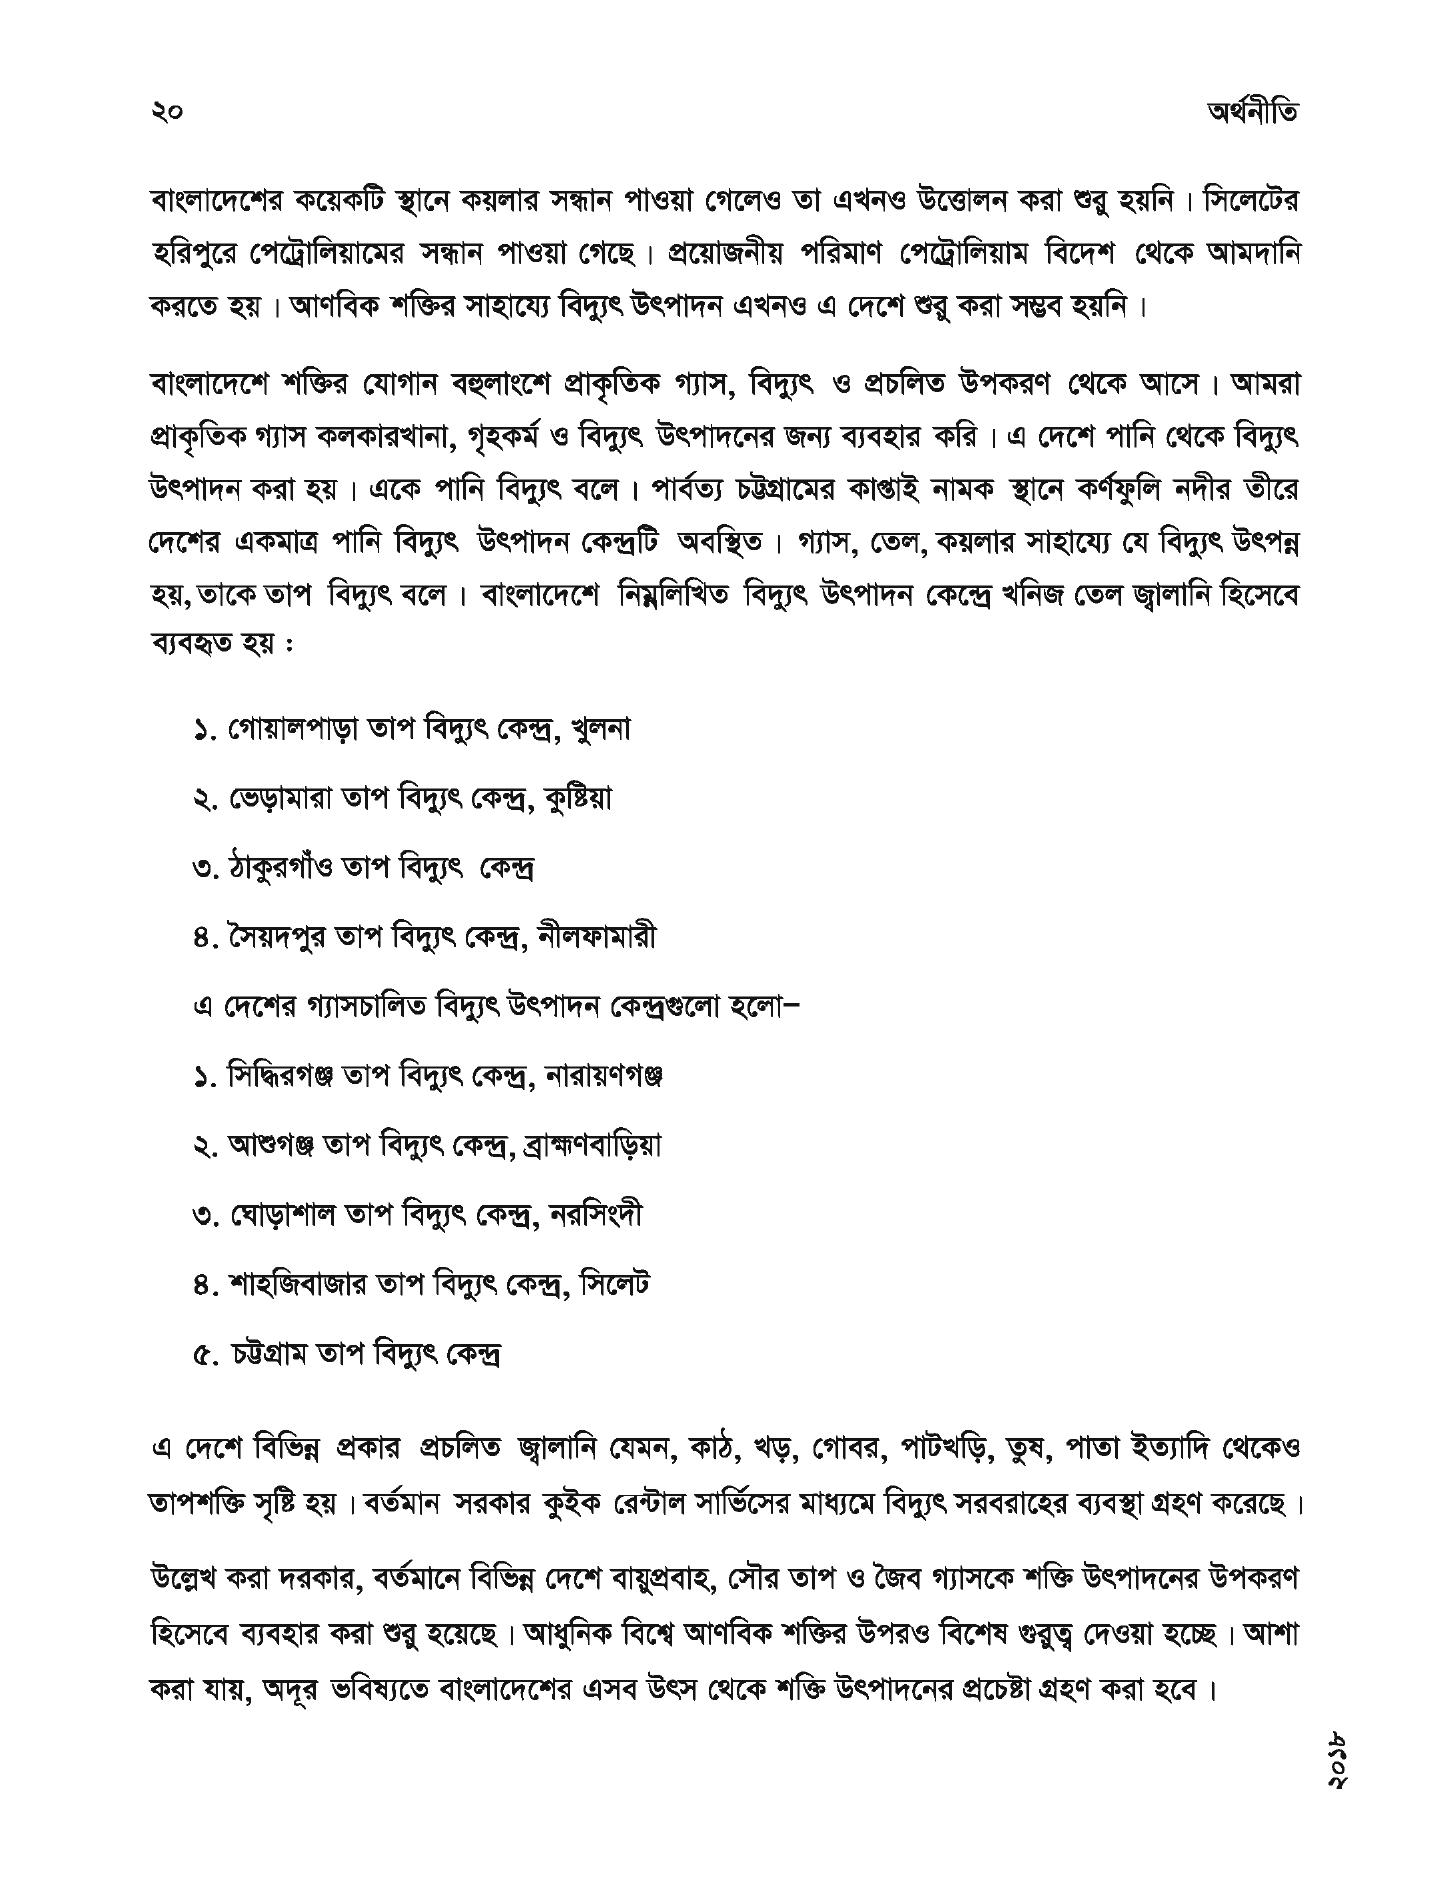 ২০ অর্থনীতি
বাংলাদেশের কয়েকটি স্থানে কয়লার সন্ধান পাওয়া গেলেও তা এখনও উত্তোলন করা শুরু হয়নি । সিলেটের
হরিপুরে পেট্রোলিয়ামের সন্ধান পাওয়া গেছে । প্রয়োজনীয় পরিমাণ পেট্রোলিয়াম বিদেশ থেকে আমদানি
করতে হয় । আণবিক শক্তির সাহায্যে বিদ্যুৎ উৎপাদন এখনও এ দেশে শুরু করা সম্ভব হয়নি ।
বাংলাদেশে শক্তির যোগান বহুলাংশে প্রাকৃতিক গ্যাস, বিদ্যুৎ ও প্রচলিত উপকরণ থেকে আসে । আমরা
প্রাকৃতিক গ্যাস কলকারখানা, গৃহকর্ম ও বিদ্যুৎ উৎপাদনের জন্য ব্যবহার করি । এ দেশে পানি থেকে বিদ্যুৎ
উৎপাদন করা হয় । একে পানি বিদ্যুৎ বলে । পার্বত্য চট্টগ্রামের কাপ্তাই নামক স্থানে কর্ণফুলি নদীর তীরে
দেশের একমাত্র পানি বিদ্যুৎ উৎপাদন কেন্দ্রটি অবস্থিত । গ্যাস, তেল, কয়লার সাহায্যে যে বিদ্যুৎ উৎপন্ন
হয়, তাকে তাপ বিদ্যুৎ বলে । বাংলাদেশে নিম্নলিখিত বিদ্যুৎ উৎপাদন কেন্দ্রে খনিজ তেল জ্বালানি হিসেবে
ব্যবহৃত হয় :
১. গোয়ালপাড়া তাপ বিদ্যুৎ কেন্দ্র, খুলনা
২. ভেড়ামারা তাপ বিদ্যুৎ কেন্দ্র, কুষ্টিয়া
৩. ঠাকুরগাঁও তাপ বিদ্যুৎ কেন্দ্র
৪. সৈয়দপুর তাপ বিদ্যুৎ কেন্দ্র, নীলফামারী
এ দেশের গ্যাসচালিত বিদ্যুৎ উৎপাদন কেন্দ্রগুলো হলো–
১. সিদ্ধিরগঞ্জ তাপ বিদ্যুৎ কেন্দ্র, নারায়ণগঞ্জ
২. আশুগঞ্জ তাপ বিদ্যুৎ কেন্দ্র, ব্রাহ্মণবাড়িয়া
৩. ঘোড়াশাল তাপ বিদ্যুৎ কেন্দ্র, নরসিংদী
৪. শাহজিবাজার তাপ বিদ্যুৎ কেন্দ্র, সিলেট
৫. চট্টগ্রাম তাপ বিদ্যুৎ কেন্দ্র
এ দেশে বিভিন্ন প্রকার প্রচলিত জ্বালানি যেমন, কাঠ, খড়, গোবর, পাটখড়ি, তুষ, পাতা ইত্যাদি থেকেও
তাপশক্তি সৃষ্টি হয় । বর্তমান সরকার কুইক রেন্টাল সার্ভিসের মাধ্যমে বিদ্যুৎ সরবরাহের ব্যবস্থা গ্রহণ করেছে ।
উল্লেখ করা দরকার, বর্তমানে বিভিন্ন দেশে বায়ুপ্রবাহ, সৌর তাপ ও জৈব গ্যাসকে শক্তি উৎপাদনের উপকরণ
হিসেবে ব্যবহার করা শুরু হয়েছে । আধুনিক বিশ্বে আণবিক শক্তির উপরও বিশেষ গুরুত্ব দেওয়া হচ্ছে । আশা
করা যায়, অদূর ভবিষ্যতে বাংলাদেশের এসব উৎস থেকে শক্তি উৎপাদনের প্রচেষ্টা গ্রহণ করা হবে ।
২০১৮